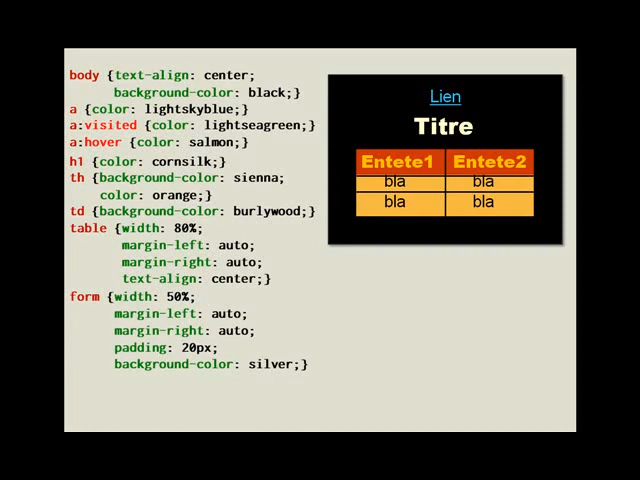 body {text-align: center;
background-color: black;}
a {color: lightskyblue;}
a:visited {color: lightseagreen;}
a:hover {color: salmon;}
h1 {color: cornsilk;}
th {background-color: sienna;
color: orange;}
td {background-color: burlywood;}
table {width: 80%;
margin-left: auto;
margin-right: auto;
text-align: center;}
form {width: 50%;
margin-left: auto;
margin-right: auto;
padding: 20px;
background-color: silver;}
Lien
Titre
Entete1 Entete2
bla bla
bla bla